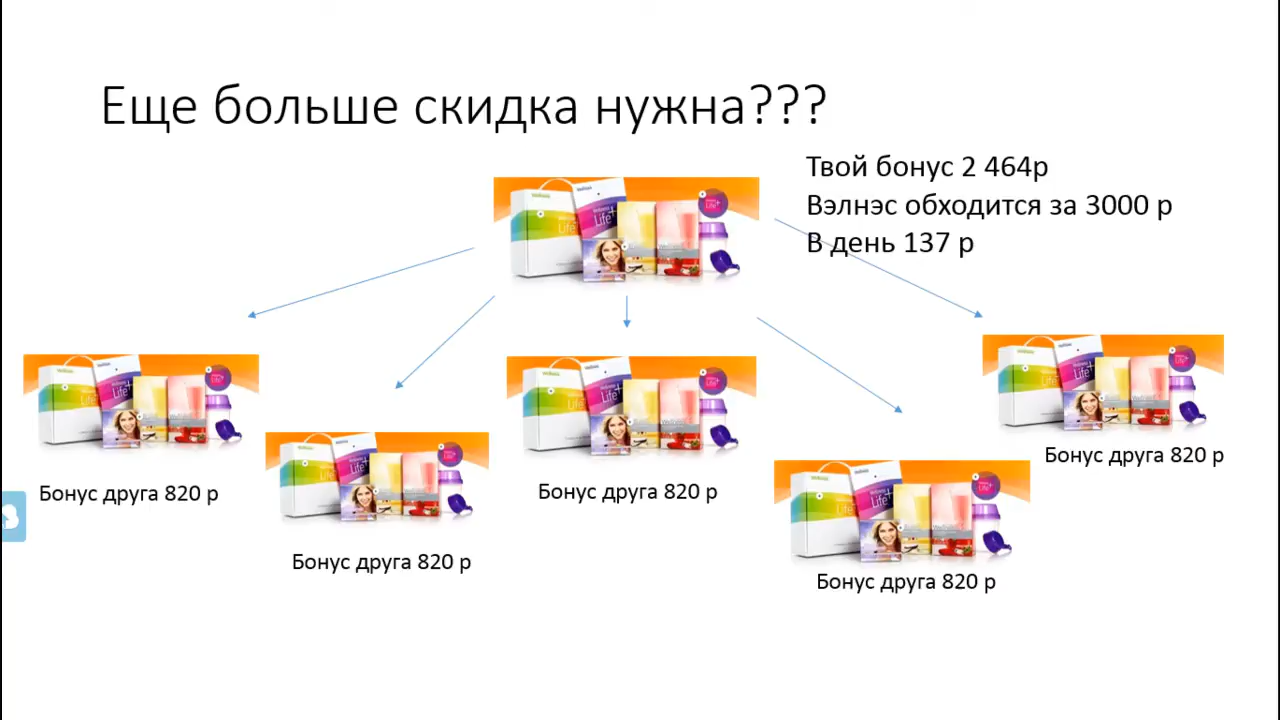 Еще больше скидка нужна???
Твой бонус 2 464р
Вэлнэс обходится за 3000 р
В день 137 р
Бонус друга 820 р
Бонус друга 820 р
Бонус друга 820 р
Бонус друга 820 р
Бонус друга 820 р